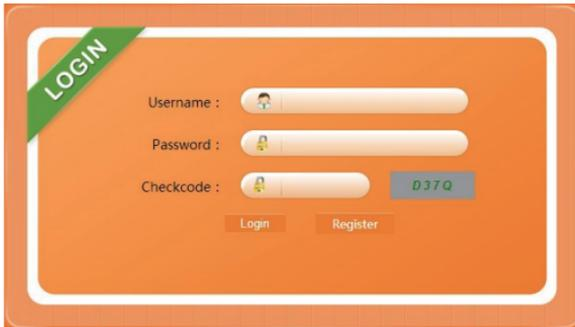 LOGIN
Username :
Password :
Checkcode :
D37Q
Login
Register